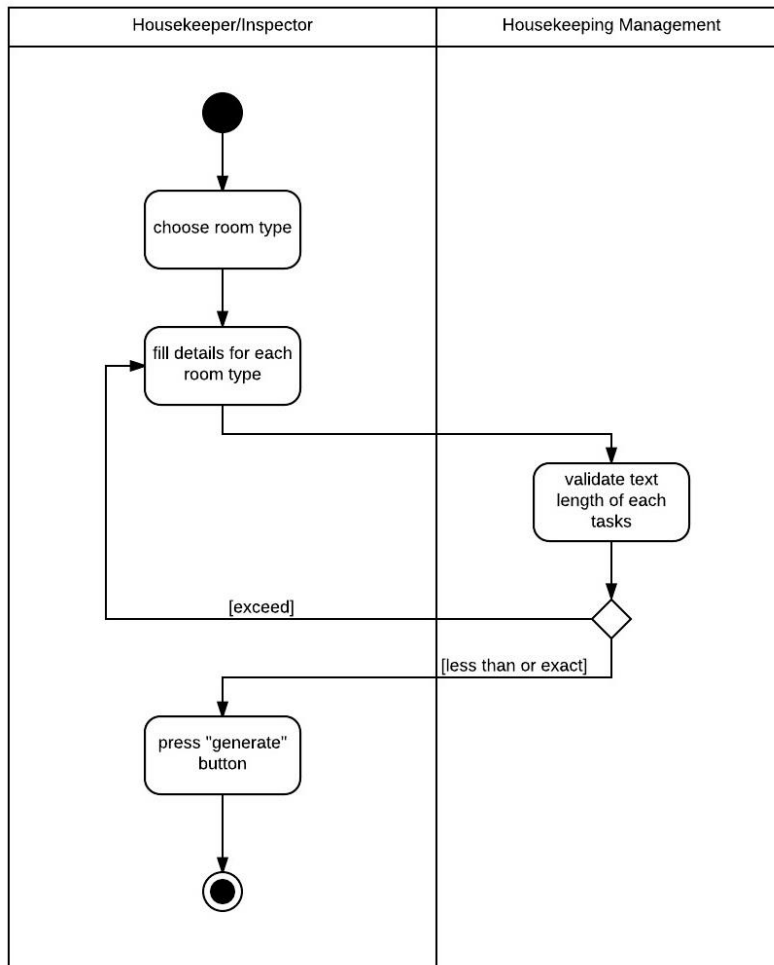 Housekeeper/Inspector
Housekeeping Management
choose room type
fill details for each
room type
validate text
length of each
tasks
[exceed]
[less than or exact]
press "generate"
button